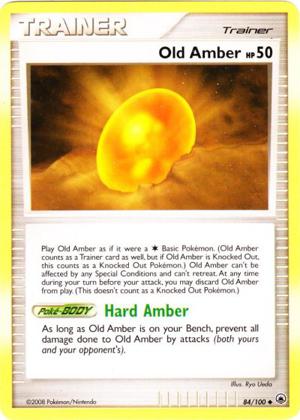 TRAINER
Trainer
Old Amber HP 50
Illus. Ryo Ueda
Play Old Amber as if it were a Basic Pokémon. (Old Amber
counts as a Trainer card as well, but if Old Amber is Knocked Out,
this counts as a Knocked Out Pokémon.) Old Amber can't be
affected by any Special Conditions and can't retreat. At any time
during your turn before your attack, you may discard Old Amber
from play. (This doesn't count as a Knocked Out Pokémon.)
Poké-BODY Hard Amber
As long as Old Amber is on your Bench, prevent all
damage done to Old Amber by attacks (both yours
and your opponent's).
©2008 Pokémon/Nintendo
84/100